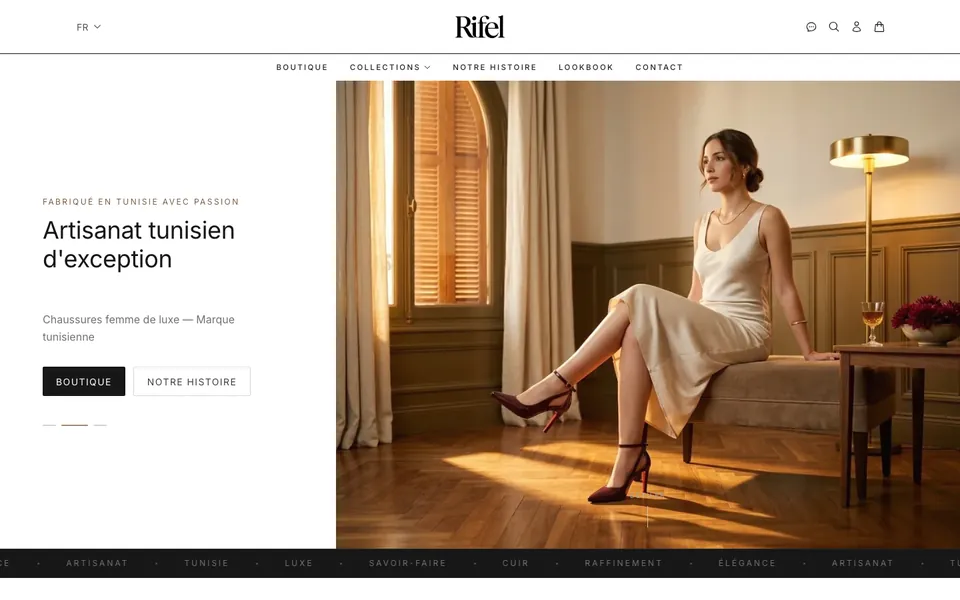 FR
Rifel
BOUTIQUE COLLECTIONS NOTRE HISTOIRE LOOKBOOK CONTACT
FABRIQUÉ EN TUNISIE AVEC PASSION
Artisanat tunisien
d'exception
Chaussures femme de luxe — Marque
tunisienne
BOUTIQUE NOTRE HISTOIRE
CE • ARTISANAT • TUNISIE • LUXE • SAVOIR-FAIRE • CUIR • RAFFINEMENT • ÉLÉGANCE • ARTISANAT • TU